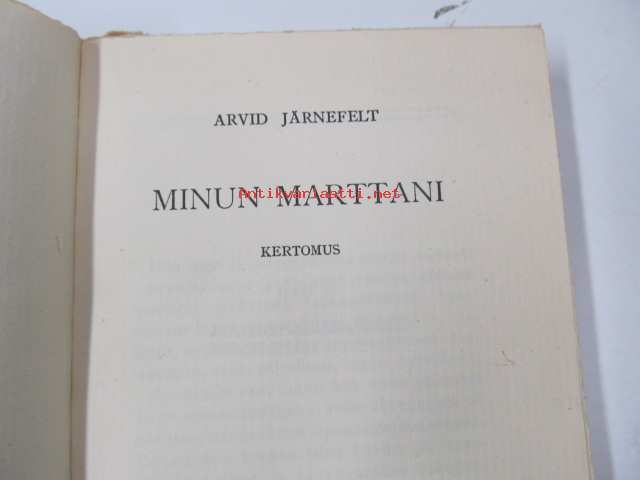 ARVID JÄRNEFELT
MINUN MARTTANI
Antikvariaatti.net
KERTOMUS